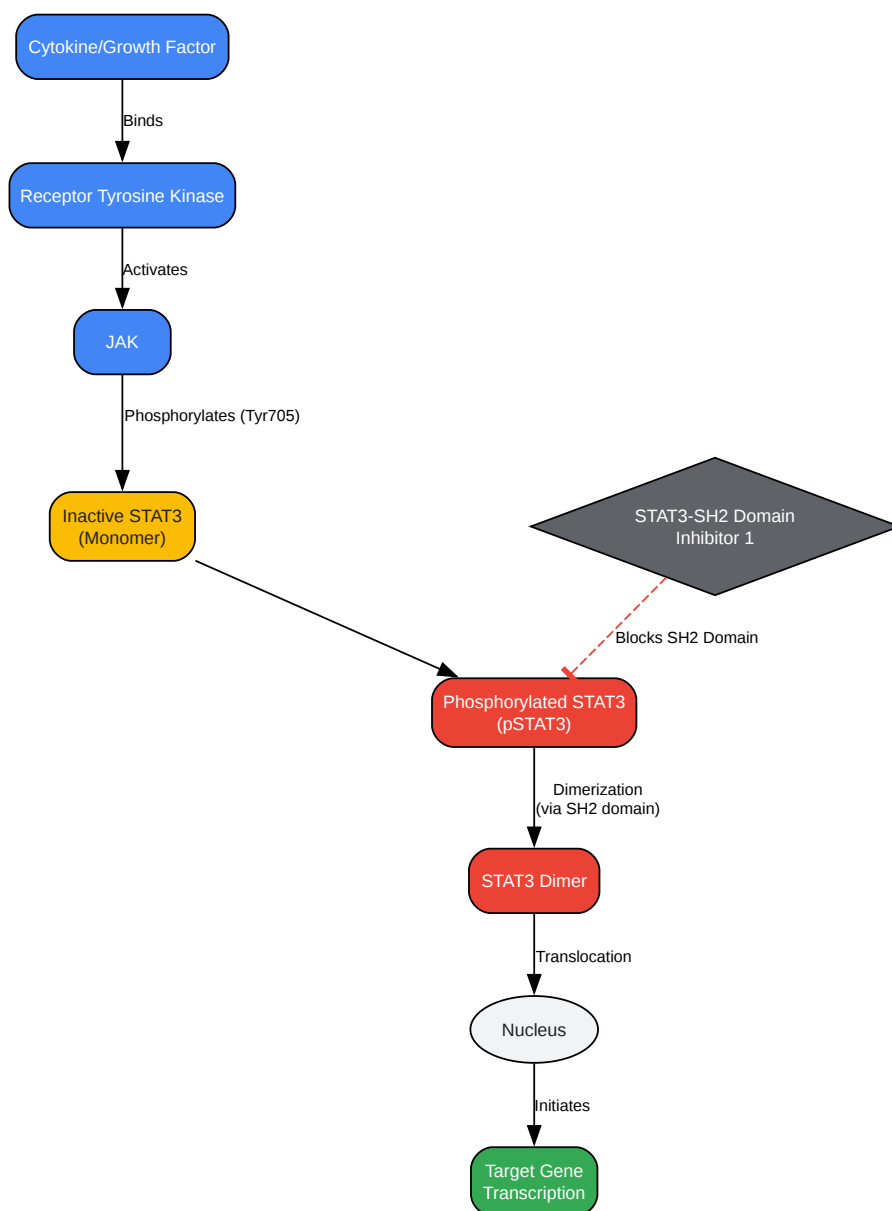 Cytokine/Growth Factor
Binds
Receptor Tyrosine Kinase
Activates
JAK
Phosphorylates (Tyr705)
Inactive STAT3
(Monomer)
STAT3-SH2 Domain
Inhibitor 1
Blocks SH2 Domain
Phosphorylated STAT3
(pSTAT3)
Dimerization
(via SH2 domain)
STAT3 Dimer
Translocation
Nucleus
Initiates
Target Gene
Transcription